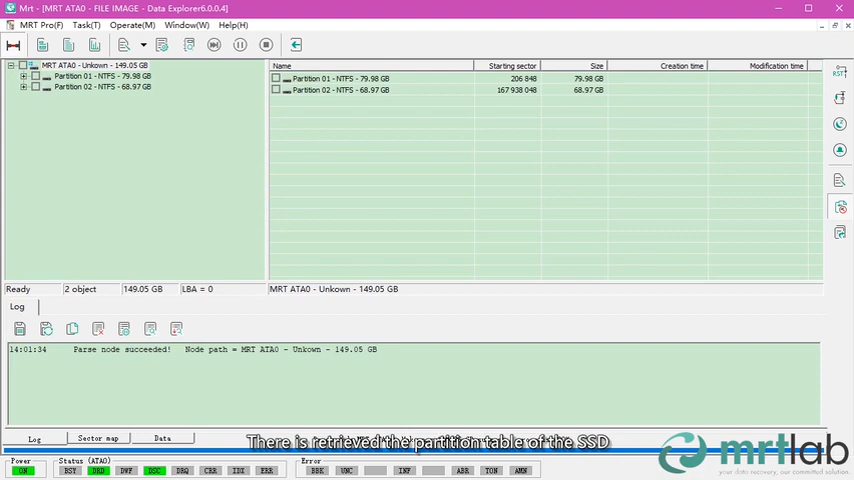 Mrt - MRT ATA0 - FILE IMAGE - Data Explorer6.0.0.4
MRT Pro(F) Task(T) Operate(M) Window(W) Help(H)
MRT ATA0 - Unkown - 149.05 GB
Partition 01 - NTFS - 79.98 GB
Partition 02 - NTFS - 68.97 GB
Name Starting sector Size Creation time Modification time
Partition 01 - NTFS - 79.98 GB 206 848 79.98 GB
Partition 02 - NTFS - 68.97 GB 167 938 048 68.97 GB
RST
Ready 2 object 149.05 GB LBA = 0 MRT ATA0 - Unkown - 149.05 GB
Log
14:01:34 Parse node succeeded! Node path = MRT ATA0 - Unkown - 149.05 GB
Log Sector map Data
There is retrieved the partition table of the SSD
mrtlab
your data recovery, our committed solutions.
Power Status (ATA0) Error
ON BSY DRD DWF DSC DRQ CRR IDX ERR BBK UNC INF ABR TON AMN